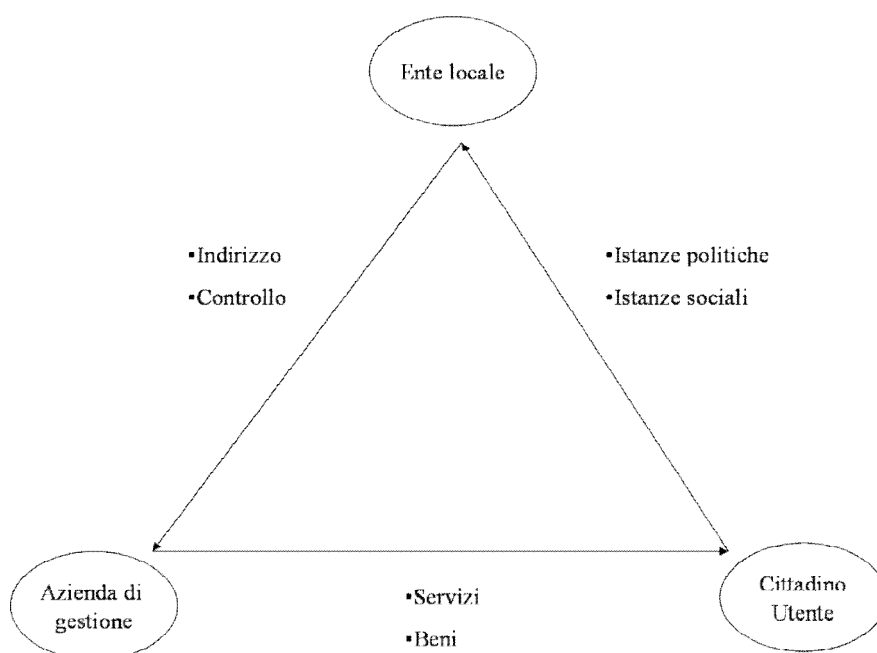 Ente locale
▪Indirizzo
▪Controllo
▪Istanze politiche
▪Istanze sociali
Azienda di
gestione
▪Servizi
▪Beni
Cittadino
Utente